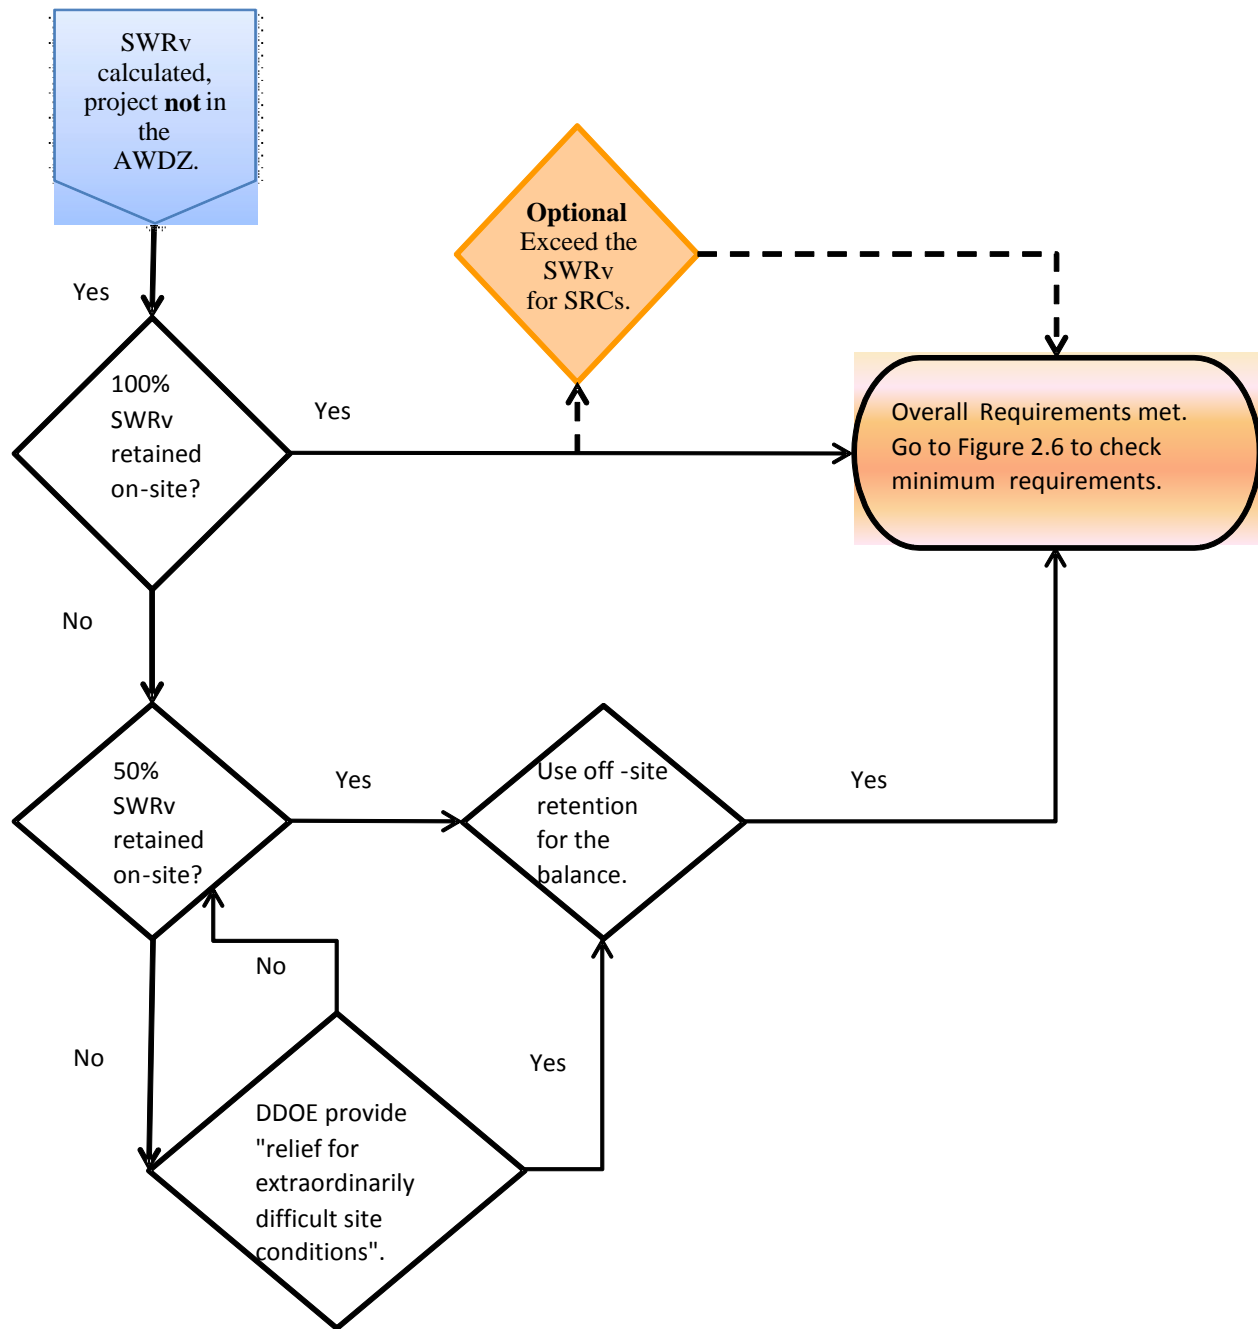 SWRv
calculated,
project not in
the
AWDZ.
Yes
Optional
Exceed the
SWRv
for SRCs.
100%
SWRv
retained
on-site?
Yes
Overall Requirements met.
Go to Figure 2.6 to check
minimum requirements.
No
50%
SWRv
retained
on-site?
Yes
Use off -site
retention
for the
balance.
Yes
No
No
Yes
DDOE provide
"relief for
extraordinarily
difficult site
conditions".